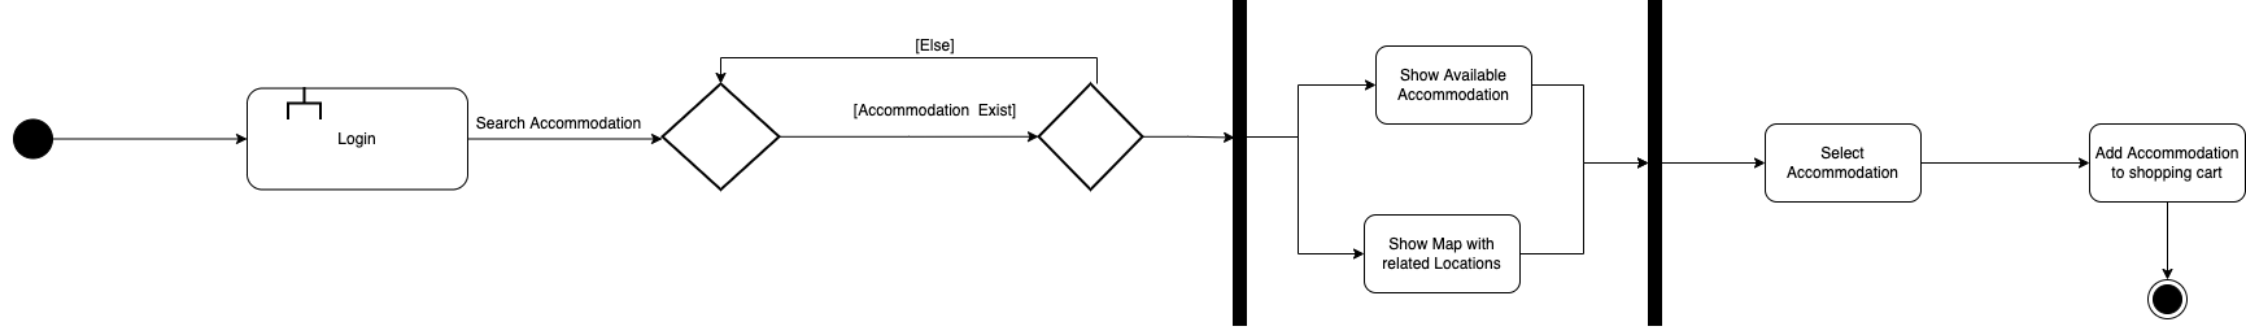 Login
Search Accommodation
[Else]
[Accommodation  Exist]
Show Available
Accommodation
Show Map with
related Locations
Select
Accommodation
Add Accommodation
to shopping cart